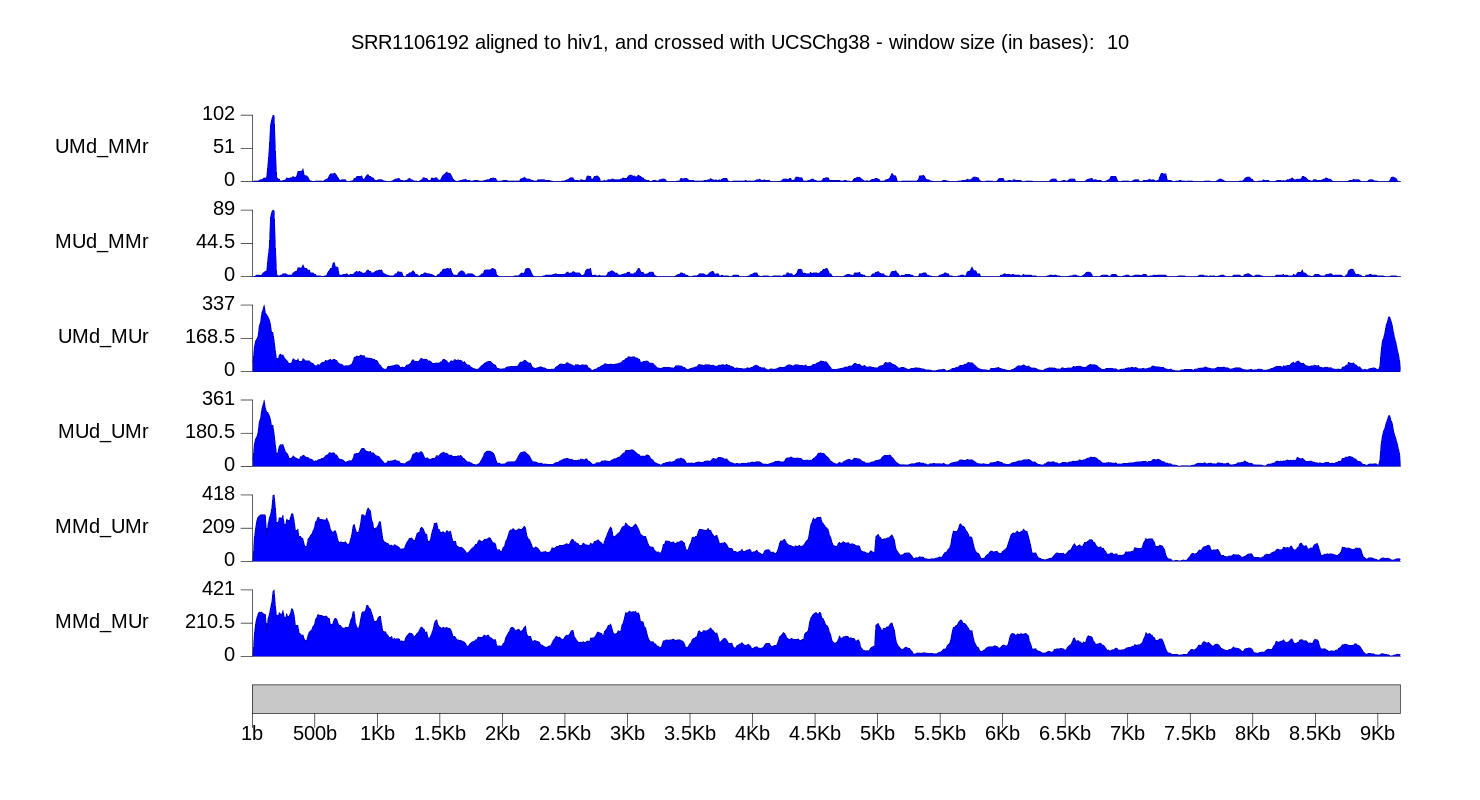 SRR1106192 aligned to hiv1, and crossed with UCSChg38 - window size (in bases):  10
102
UMd_MMr
51
0
89
MUd_MMr
44.5
0
337
UMd_MUr
168.5
0
361
MUd_UMr
180.5
0
418
MMd_UMr
209
0
421
MMd_MUr
210.5
0
1b 500b 1Kb 1.5Kb 2Kb 2.5Kb 3Kb 3.5Kb 4Kb 4.5Kb 5Kb 5.5Kb 6Kb 6.5Kb 7Kb 7.5Kb 8Kb 8.5Kb 9Kb